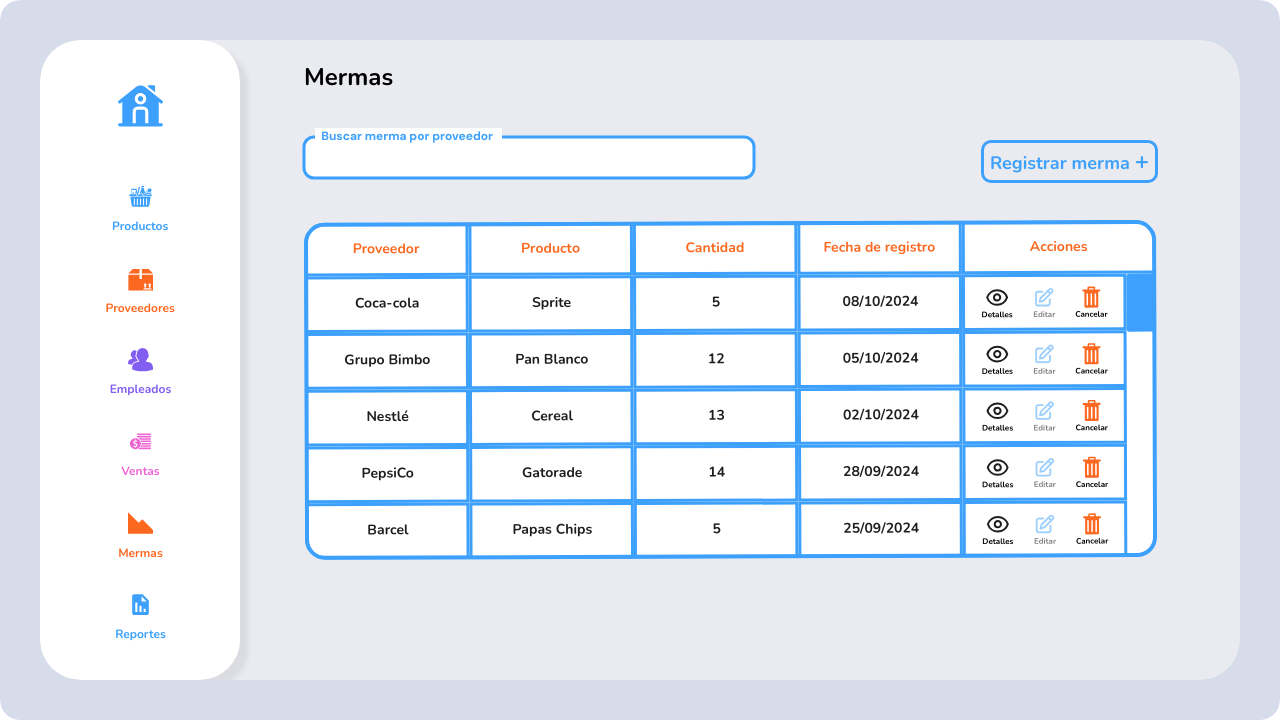 Mermas
Buscar merma por proveedor
Registrar merma +
Productos
Proveedores
Empleados
Ventas
Mermas
Reportes
Proveedor Producto Cantidad Fecha de registro Acciones
Coca-cola Sprite 5 08/10/2024 Detalles Editar Cancelar
Grupo Bimbo Pan Blanco 12 05/10/2024 Detalles Editar Cancelar
Nestlé Cereal 13 02/10/2024 Detalles Editar Cancelar
PepsiCo Gatorade 14 28/09/2024 Detalles Editar Cancelar
Barcel Papas Chips 5 25/09/2024 Detalles Editar Cancelar